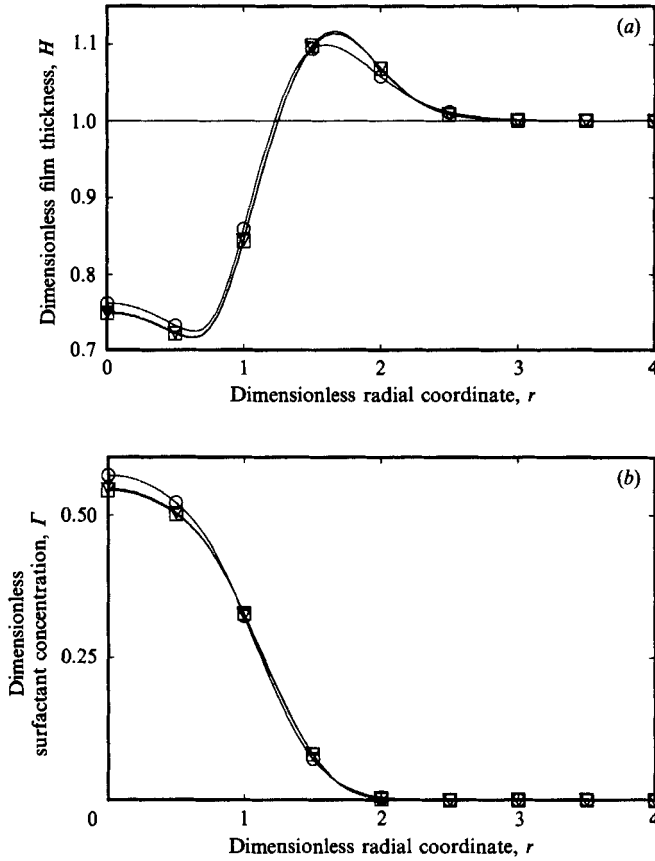 (a)
1.1
1.0
0.9
0.8
0.7
Dimensionless film thickness, H
0 1 2 3 4
Dimensionless radial coordinate, r
(b)
0.50
0.25
0
Dimensionless
surfactant concentration, Γ
0 1 2 3 4
Dimensionless radial coordinate, r